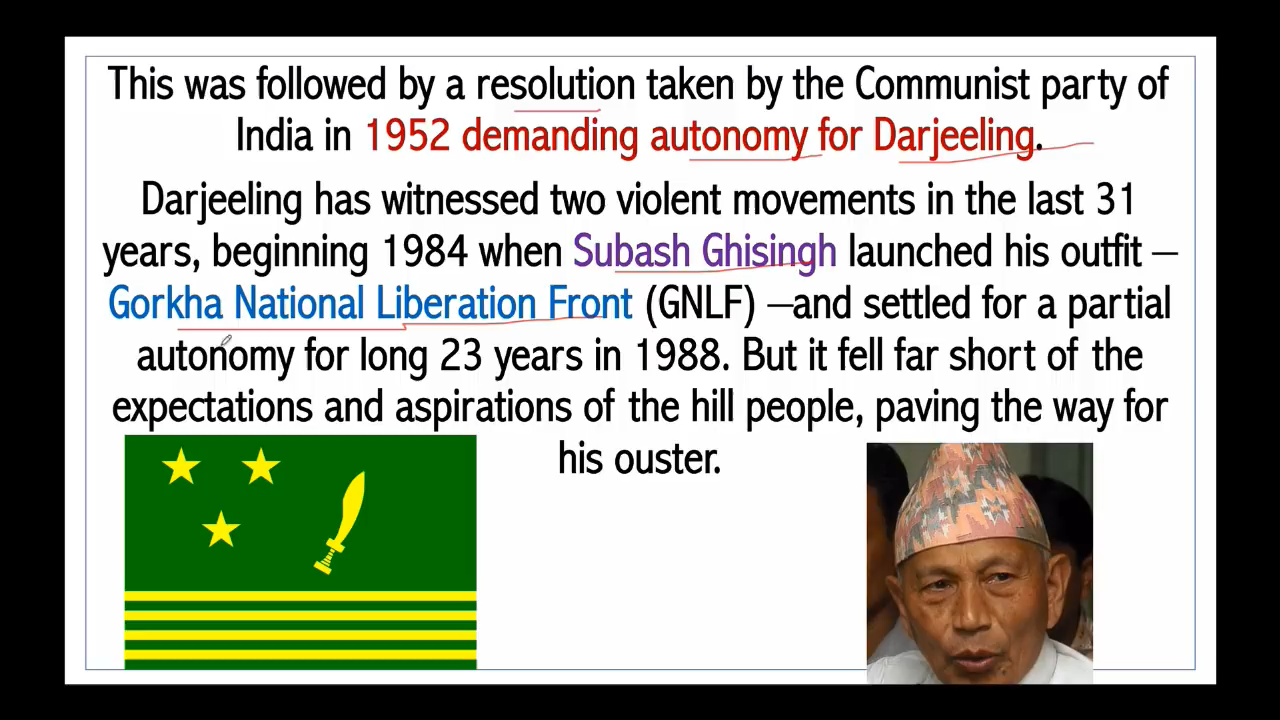 This was followed by a resolution taken by the Communist party of
India in 1952 demanding autonomy for Darjeeling.
Darjeeling has witnessed two violent movements in the last 31
years, beginning 1984 when Subash Ghisingh launched his outfit –
Gorkha National Liberation Front (GNLF) –and settled for a partial
autonomy for long 23 years in 1988. But it fell far short of the
expectations and aspirations of the hill people, paving the way for
his ouster.